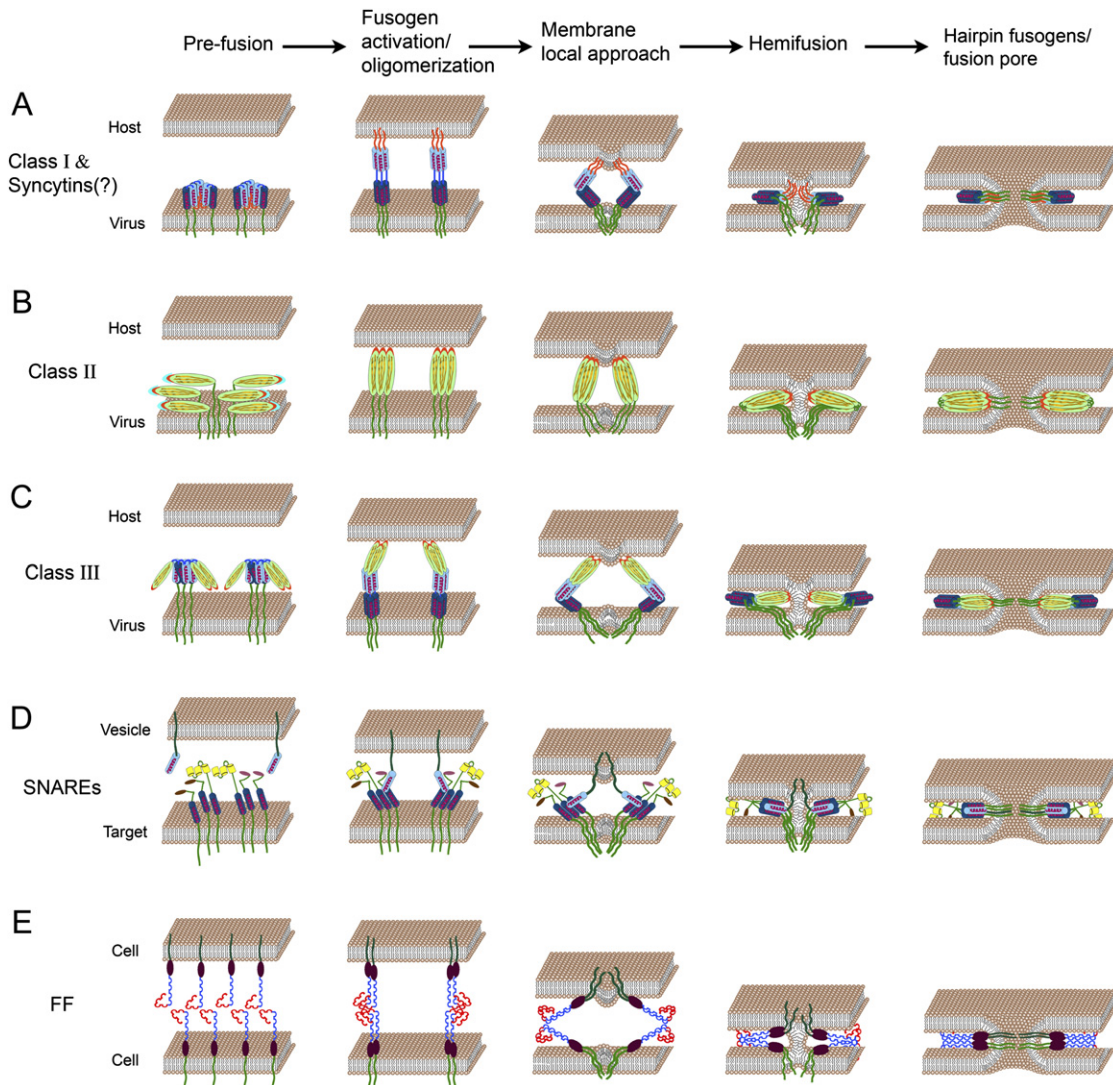 Pre-fusion
Fusogen
activation/
oligomerization
Membrane
local approach
Hemifusion
Hairpin fusogens/
fusion pore
A
Host
Class I &
Syncytins(?)
Virus
B
Host
Class II
Virus
C
Host
Class III
Virus
D
Vesicle
SNAREs
Target
E
Cell
FF
Cell